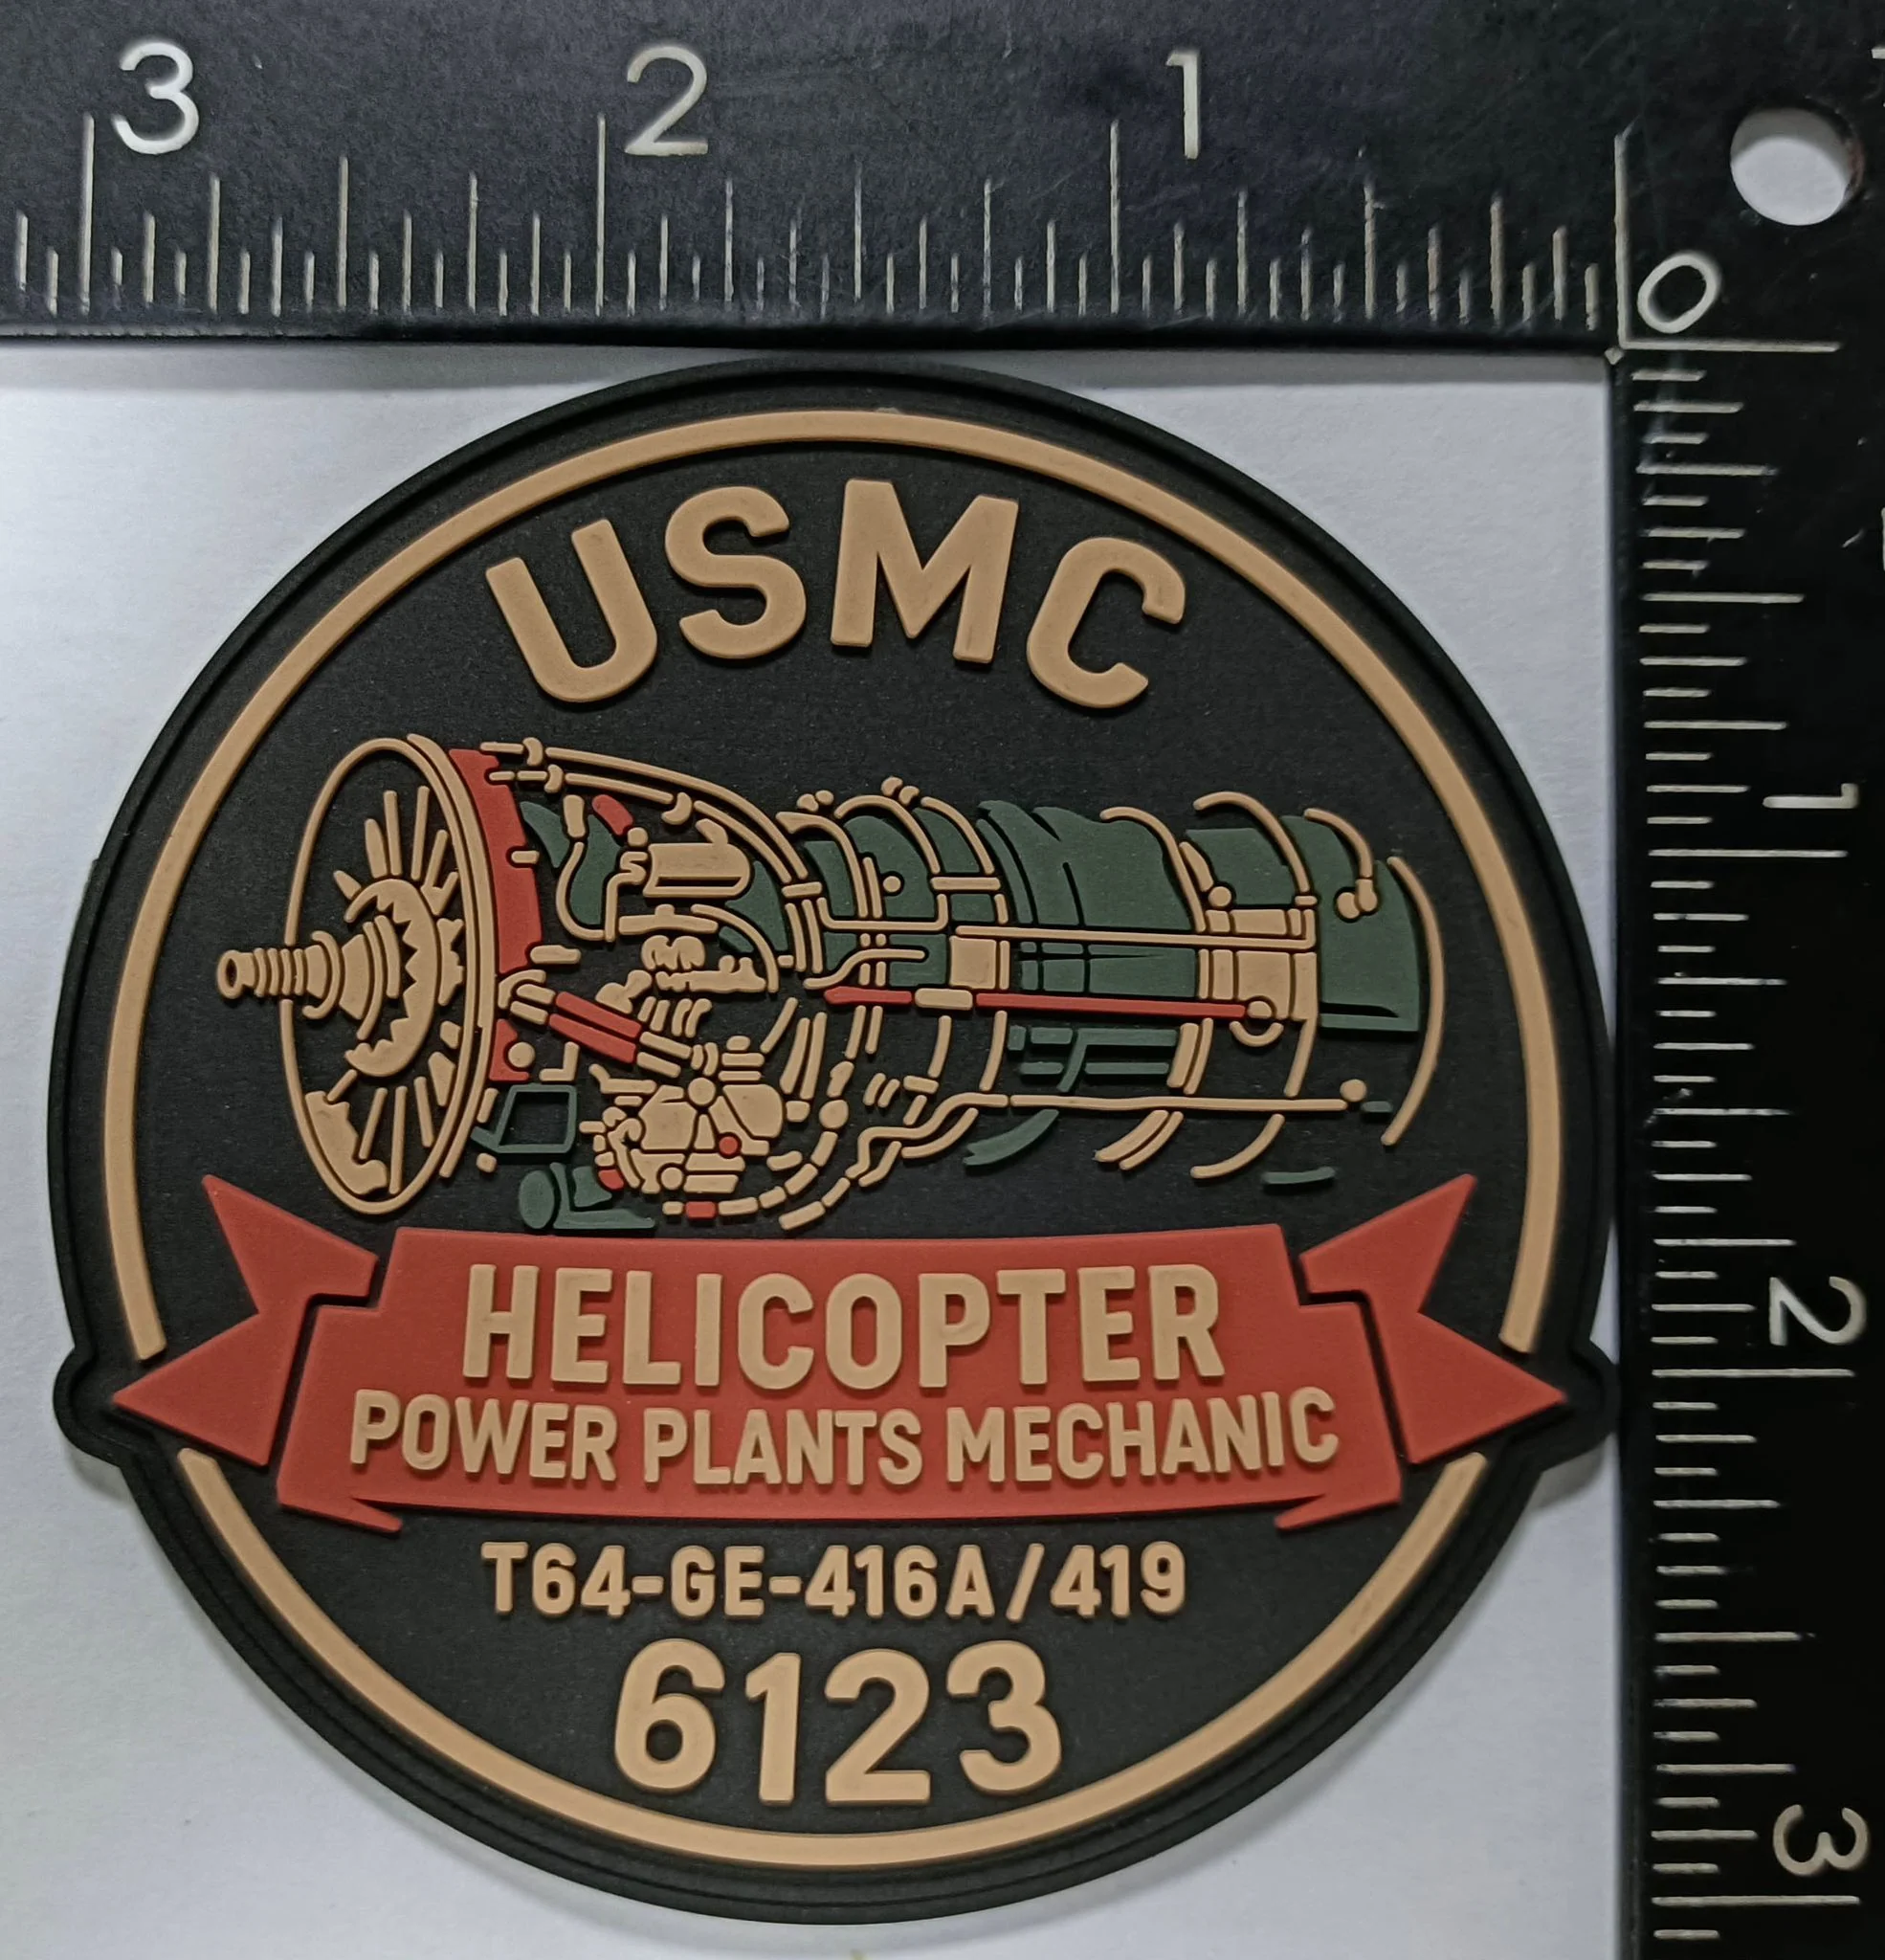 3 2 1 0
USMC
1
HELICOPTER
2
POWER PLANTS MECHANIC
T64-GE-416A/419
6123
3